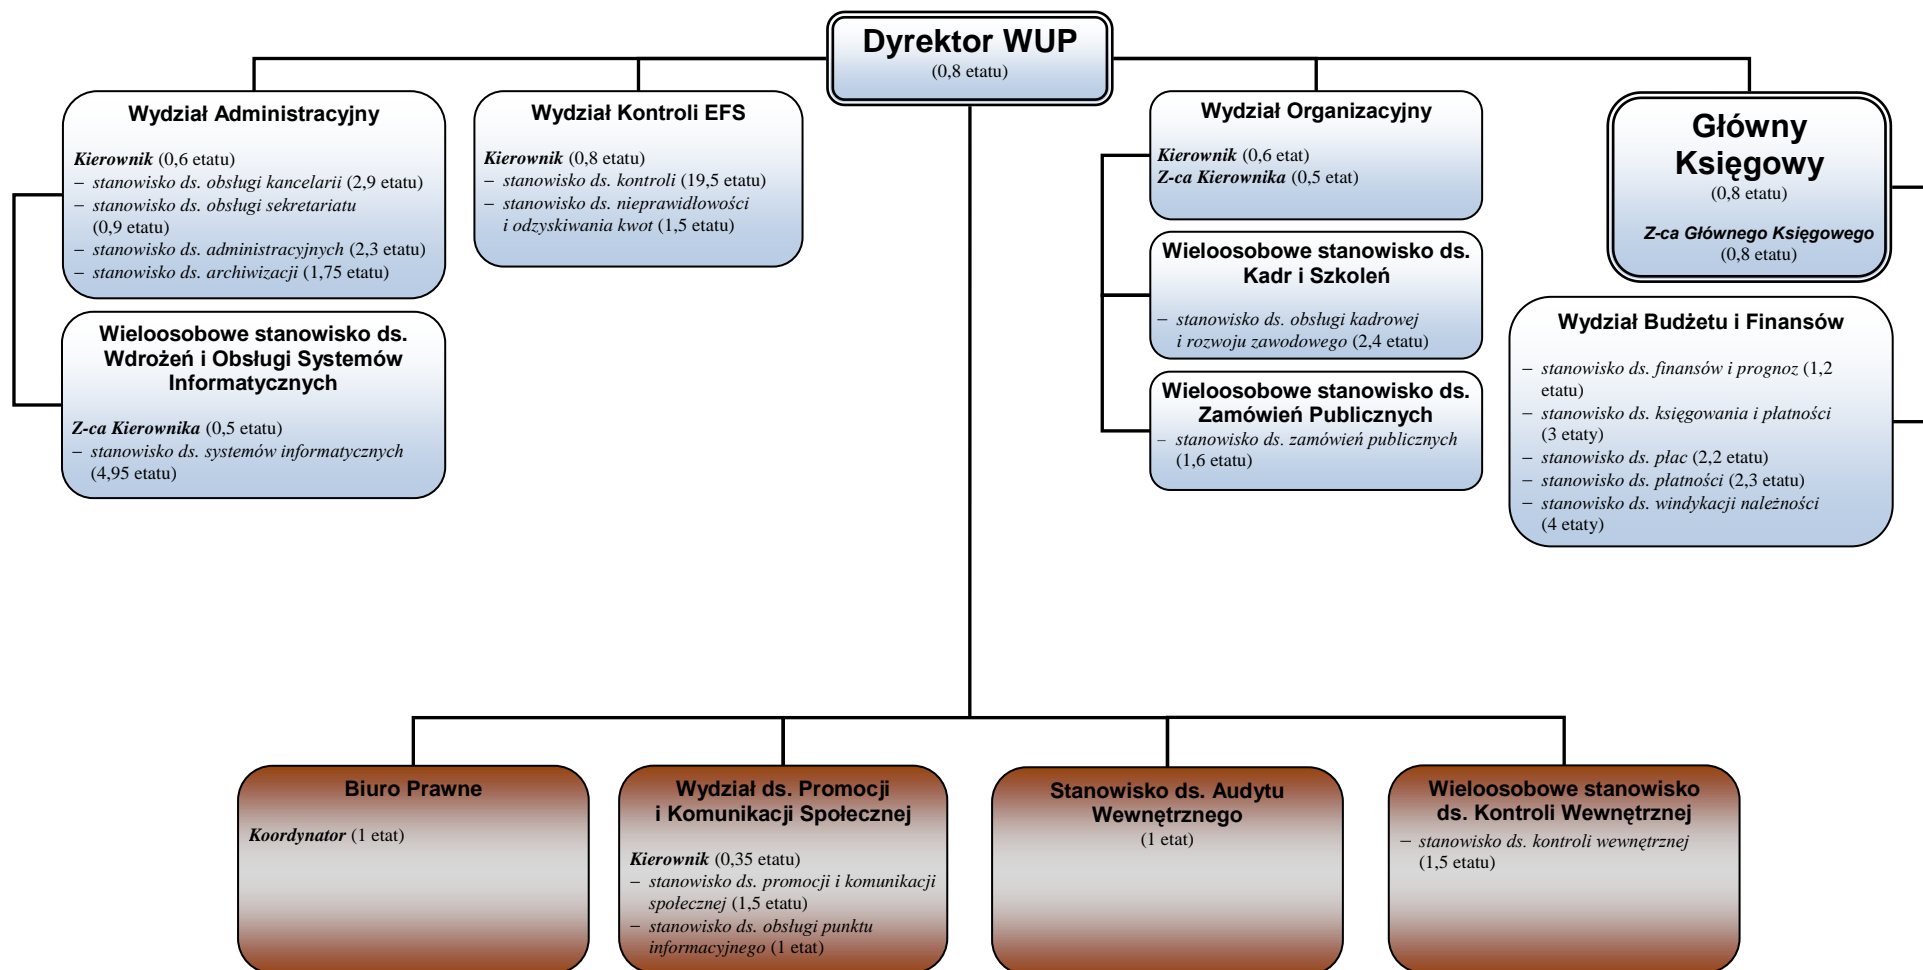 Dyrektor WUP
(0,8 etatu)
Wydział Administracyjny
Kierownik (0,6 etatu)
– stanowisko ds. obsługi kancelarii (2,9 etatu)
– stanowisko ds. obsługi sekretariatu
(0,9 etatu)
– stanowisko ds. administracyjnych (2,3 etatu)
– stanowisko ds. archiwizacji (1,75 etatu)
Wieloosobowe stanowisko ds.
Wdrożeń i Obsługi Systemów
Informatycznych
Z-ca Kierownika (0,5 etatu)
– stanowisko ds. systemów informatycznych
(4,95 etatu)
Wydział Kontroli EFS
Kierownik (0,8 etatu)
– stanowisko ds. kontroli (19,5 etatu)
– stanowisko ds. nieprawidłowości
i odzyskiwania kwot (1,5 etatu)
Wydział Organizacyjny
Kierownik (0,6 etat)
Z-ca Kierownika (0,5 etat)
Wieloosobowe stanowisko ds.
Kadr i Szkoleń
– stanowisko ds. obsługi kadrowej
i rozwoju zawodowego (2,4 etatu)
Wieloosobowe stanowisko ds.
Zamówień Publicznych
– stanowisko ds. zamówień publicznych
(1,6 etatu)
Główny
Księgowy
(0,8 etatu)
Z-ca Głównego Księgowego
(0,8 etatu)
Wydział Budżetu i Finansów
– stanowisko ds. finansów i prognoz (1,2
etatu)
– stanowisko ds. księgowania i płatności
(3 etaty)
– stanowisko ds. płac (2,2 etatu)
– stanowisko ds. płatności (2,3 etatu)
– stanowisko ds. windykacji należności
(4 etaty)
Biuro Prawne
Koordynator (1 etat)
Wydział ds. Promocji
i Komunikacji Społecznej
Kierownik (0,35 etatu)
– stanowisko ds. promocji i komunikacji
społecznej (1,5 etatu)
– stanowisko ds. obsługi punktu
informacyjnego (1 etat)
Stanowisko ds. Audytu
Wewnętrznego
(1 etat)
Wieloosobowe stanowisko
ds. Kontroli Wewnętrznej
– stanowisko ds. kontroli wewnętrznej
(1,5 etatu)